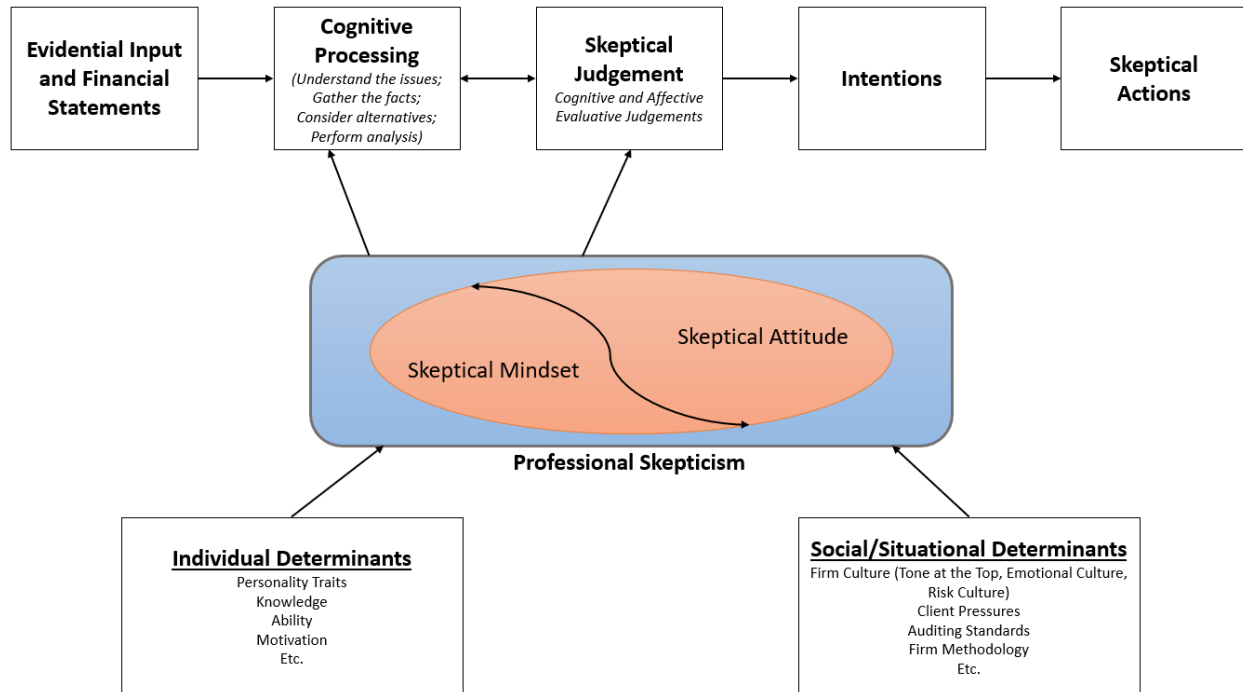 Evidential Input
and Financial
Statements
Cognitive
Processing
(Understand the issues;
Gather the facts;
Consider alternatives;
Perform analysis)
Skeptical
Judgement
Cognitive and Affective
Evaluative Judgements
Intentions
Skeptical
Actions
Skeptical Attitude
Skeptical Mindset
Professional Skepticism
Individual Determinants
Personality Traits
Knowledge
Ability
Motivation
Etc.
Social/Situational Determinants
Firm Culture (Tone at the Top, Emotional Culture,
Risk Culture)
Client Pressures
Auditing Standards
Firm Methodology
Etc.